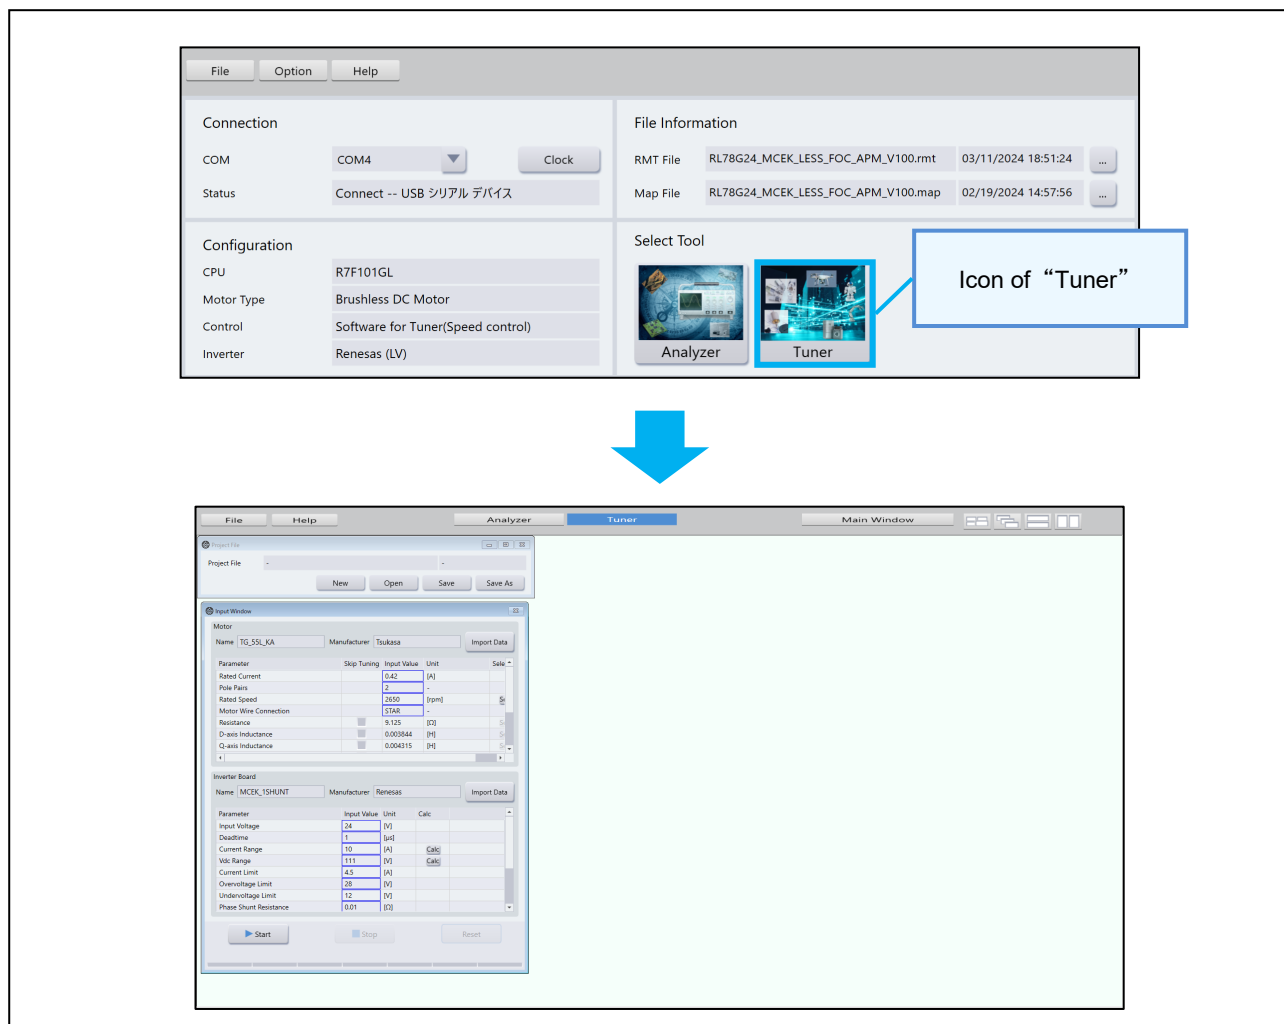 File Option Help
Connection
COM COM4 Clock
Status Connect -- USB シリアル デバイス
File Information
RMT File RL78G24_MCEK_LESS_FOC_APM_V100.rmt 03/11/2024 18:51:24 ...
Map File RL78G24_MCEK_LESS_FOC_APM_V100.map 02/19/2024 14:57:56 ...
Configuration
CPU R7F101GL
Motor Type Brushless DC Motor
Control Software for Tuner(Speed control)
Inverter Renesas (LV)
Select Tool
Analyzer Tuner
Icon of “Tuner”
File Help Analyzer Tuner Main Window
Project File
Project File - -
New Open Save Save As
Input Window
Motor
Name TG_55L_KA Manufacturer Tsukasa Import Data
Parameter Skip Tuning Input Value Unit Sele
Rated Current 0.42 [A]
Pole Pairs 2 -
Rated Speed 2650 [rpm]
Motor Wire Connection STAR -
Resistance 9.125 [Ω]
D-axis Inductance 0.003844 [H]
Q-axis Inductance 0.004315 [H]
Inverter Board
Name MCEK_1SHUNT Manufacturer Renesas Import Data
Parameter Input Value Unit Calc
Input Voltage 24 [V]
Deadtime 1 [μs]
Current Range 10 [A] Calc
Vdc Range 111 [V] Calc
Current Limit 4.5 [A]
Overvoltage Limit 28 [V]
Undervoltage Limit 12 [V]
Phase Shunt Resistance 0.01 [Ω]
Start Stop Reset